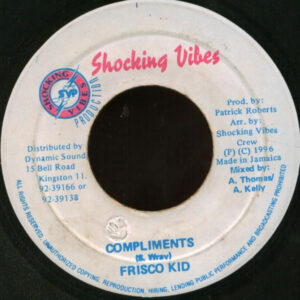 Shocking Vibes
PRODUCTION
SHOCKING VIBES
SVP
Prod. by:
Patrick Roberts
Arr. by:
Shocking Vibes
Crew
(P) (C) 1996
Made in Jamaica
Mixed by:
A. Thomas/
A. Kelly
Distributed by
Dynamic Sound
15 Bell Road
Kingston 11.
92-39166 or
92-39138
COMPLIMENTS
(S. Wray)
FRISCO KID
ALL RIGHTS RESERVED. UNAUTHORIZED COPYING, REPRODUCTION, HIRING, LENDING PUBLIC PERFORMANCE AND BROADCASTING PROHIBITED